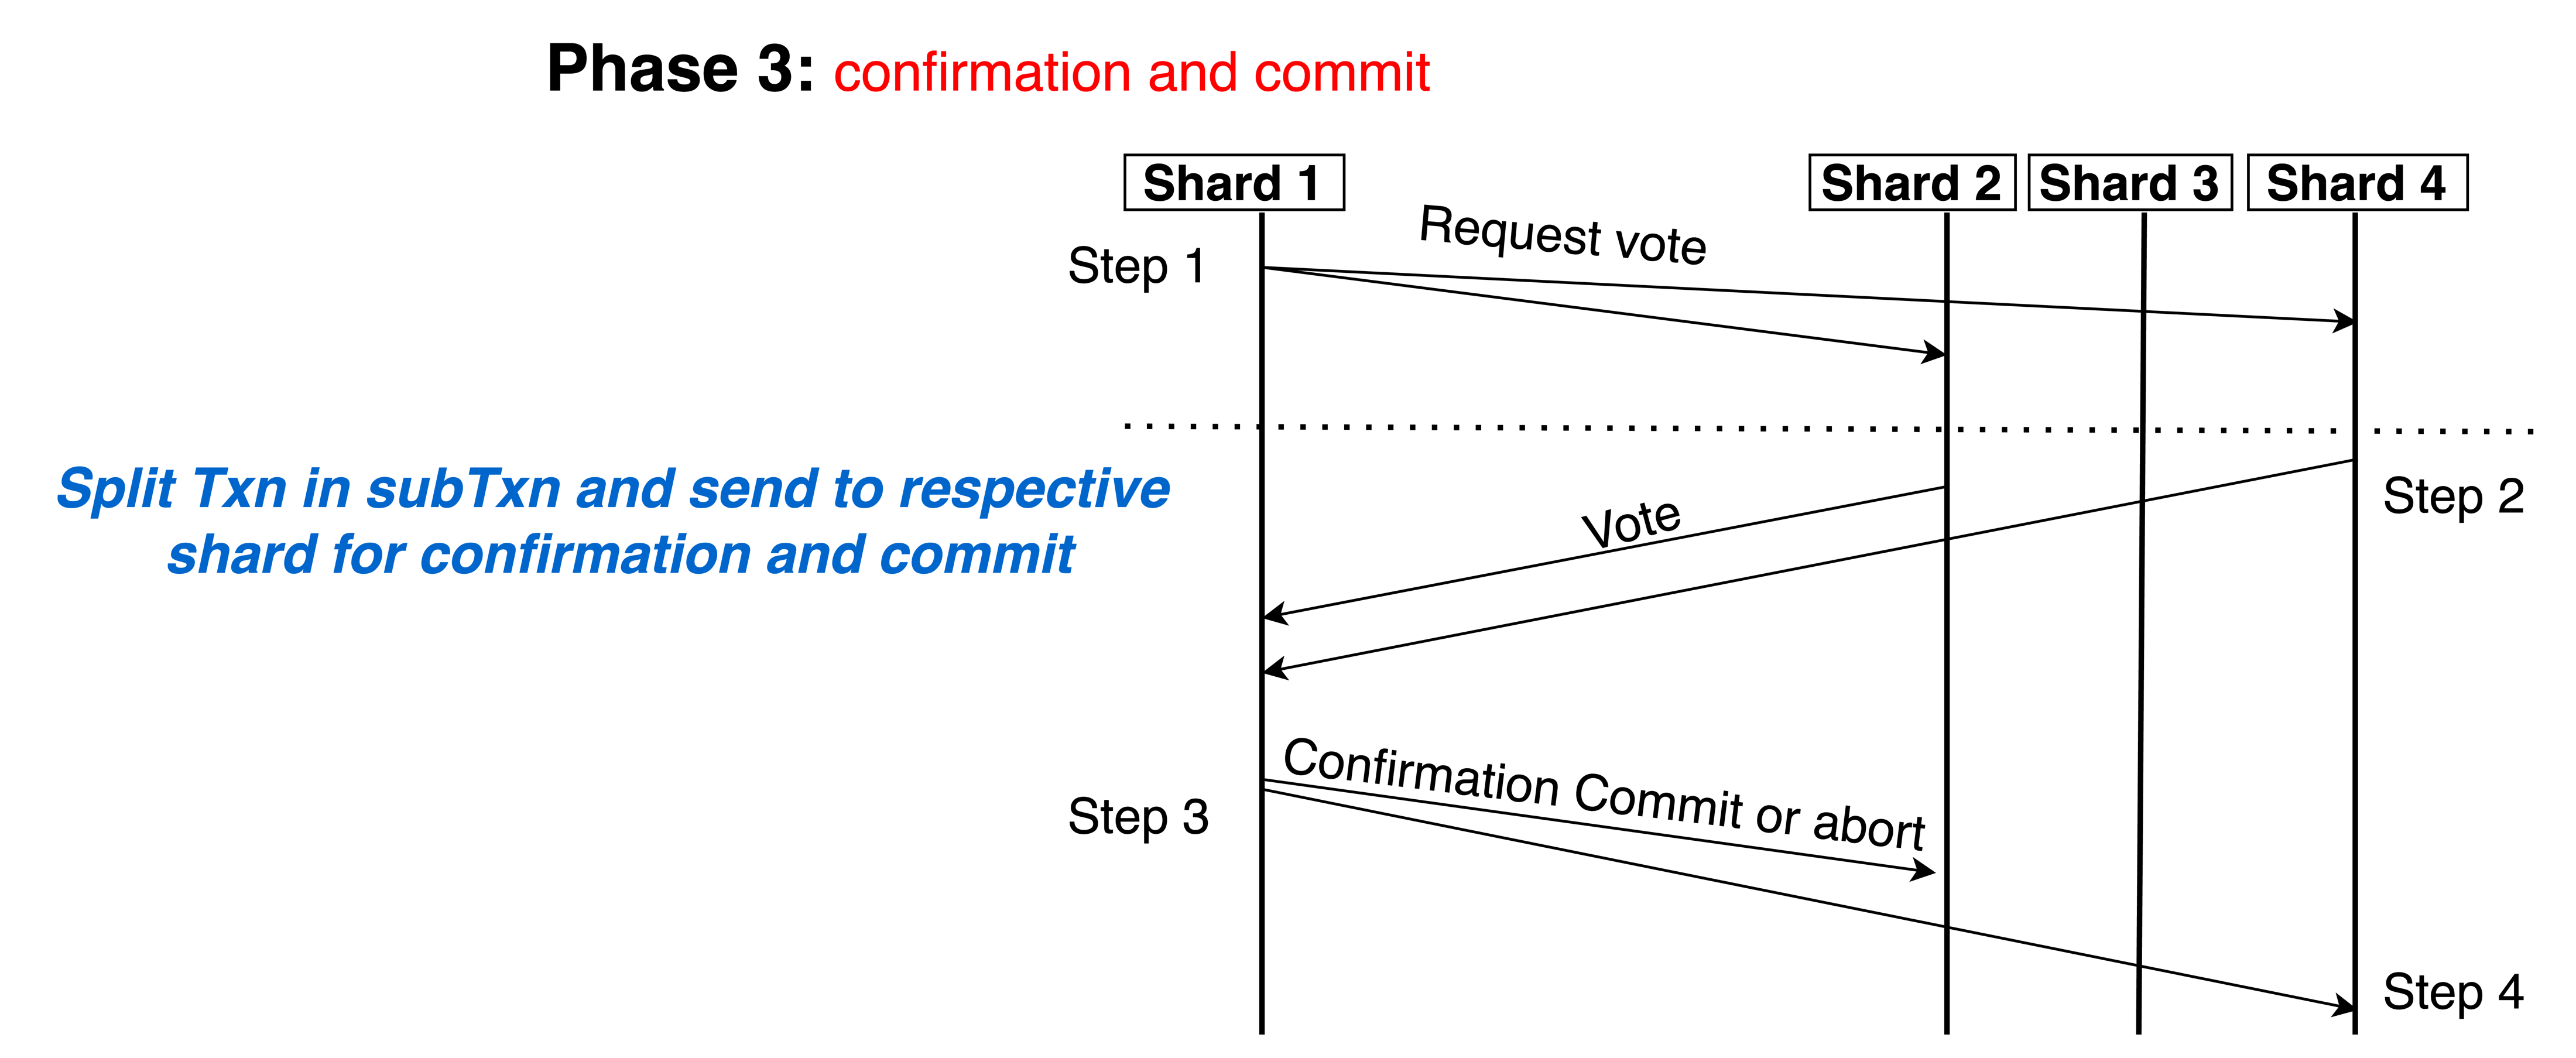 Phase 3: confirmation and commit
Shard 1
Shard 2
Shard 3
Shard 4
Request vote
Step 1
Split Txn in subTxn and send to respective
shard for confirmation and commit
Vote
Step 2
Confirmation Commit or abort
Step 3
Step 4